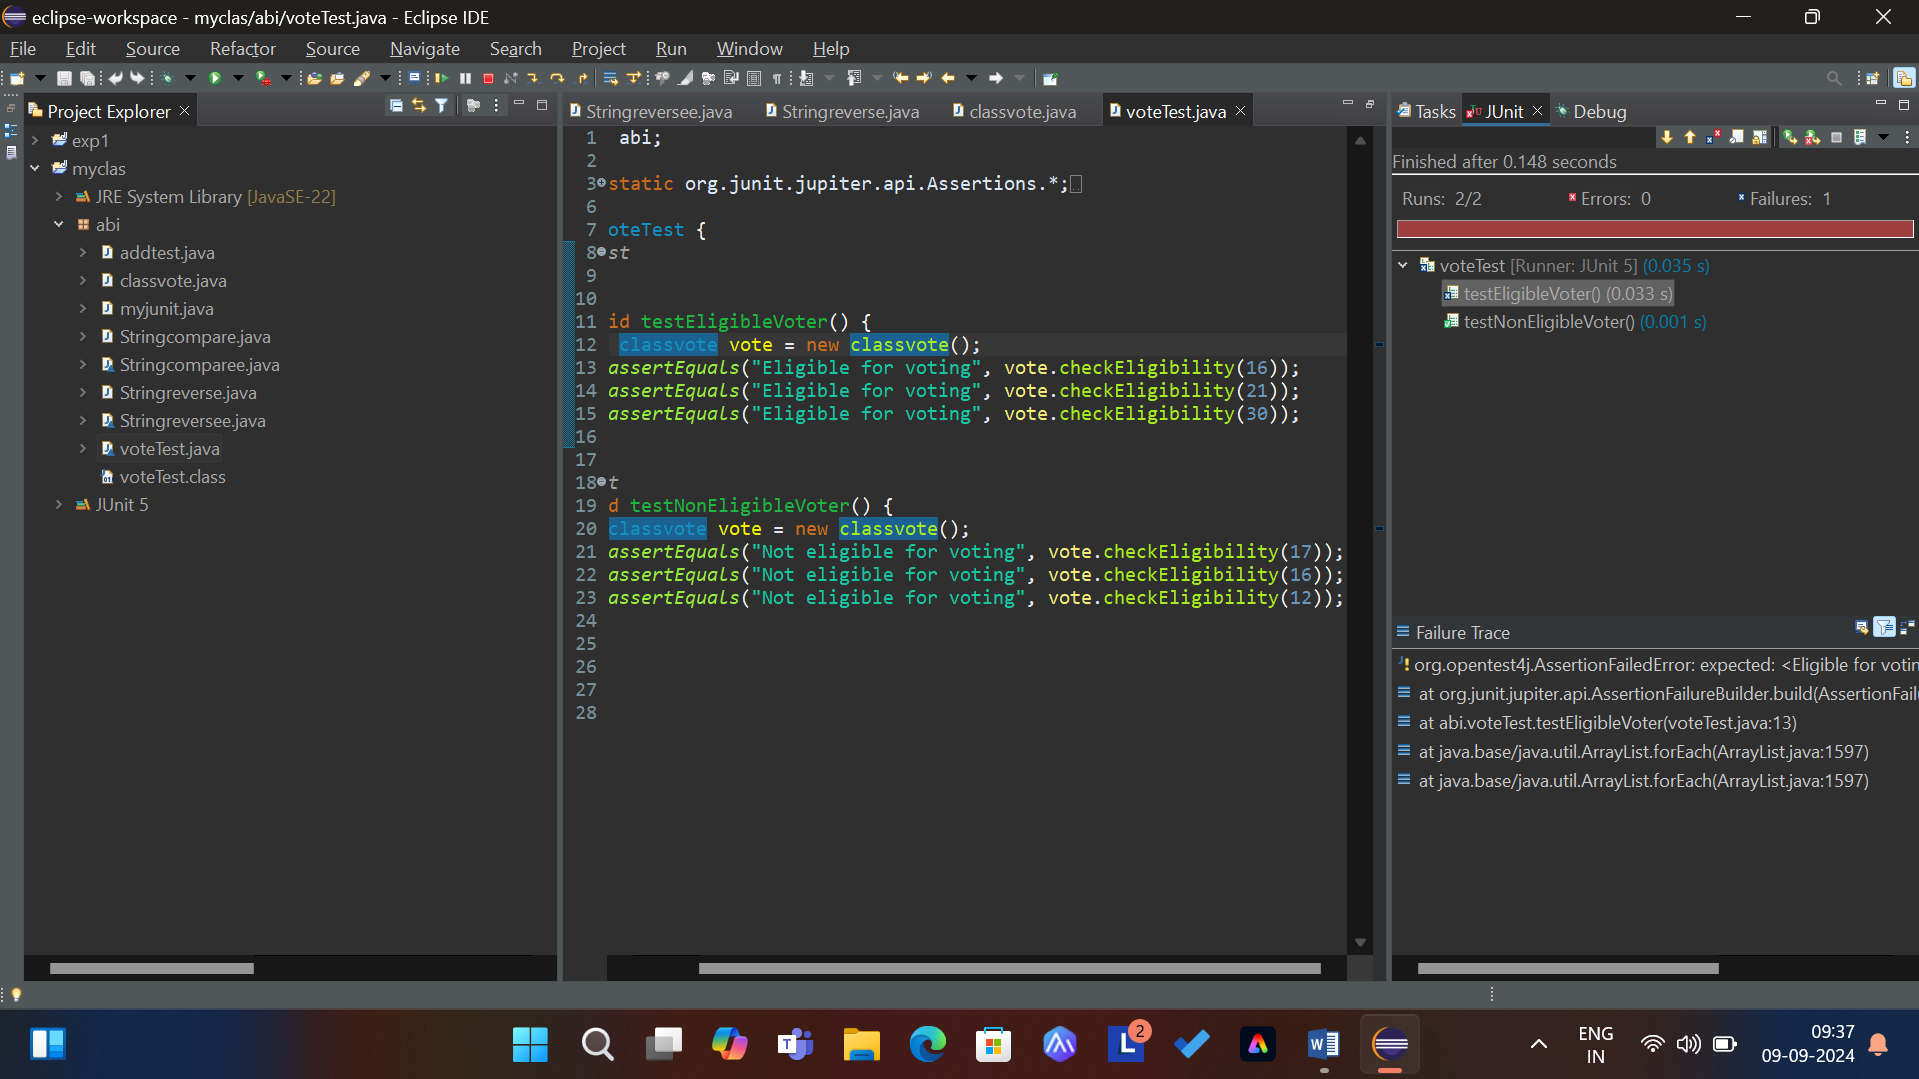 eclipse-workspace - myclas/abi/voteTest.java - Eclipse IDE
File Edit Source Refactor Source Navigate Search Project Run Window Help
Project Explorer
exp1
myclas
JRE System Library [JavaSE-22]
abi
addtest.java
classvote.java
myjunit.java
Stringcompare.java
Stringcomparee.java
Stringreverse.java
Stringreversee.java
voteTest.java
voteTest.class
JUnit 5
Stringreversee.java Stringreverse.java classvote.java voteTest.java
1 abi;
2
3 static org.junit.jupiter.api.Assertions.*;
6
7 oteTest {
8 st
9
10
11 id testEligibleVoter() {
12 classvote vote = new classvote();
13 assertEquals("Eligible for voting", vote.checkEligibility(16));
14 assertEquals("Eligible for voting", vote.checkEligibility(21));
15 assertEquals("Eligible for voting", vote.checkEligibility(30));
16
17
18 t
19 d testNonEligibleVoter() {
20 classvote vote = new classvote();
21 assertEquals("Not eligible for voting", vote.checkEligibility(17));
22 assertEquals("Not eligible for voting", vote.checkEligibility(16));
23 assertEquals("Not eligible for voting", vote.checkEligibility(12));
24
25
26
27
28
Tasks JUnit Debug
Finished after 0.148 seconds
Runs: 2/2 Errors: 0 Failures: 1
voteTest [Runner: JUnit 5] (0.035 s)
testEligibleVoter() (0.033 s)
testNonEligibleVoter() (0.001 s)
Failure Trace
org.opentest4j.AssertionFailedError: expected: <Eligible for votin
at org.junit.jupiter.api.AssertionFailureBuilder.build(AssertionFail
at abi.voteTest.testEligibleVoter(voteTest.java:13)
at java.base/java.util.ArrayList.forEach(ArrayList.java:1597)
at java.base/java.util.ArrayList.forEach(ArrayList.java:1597)
2
ENG
IN
09:37
09-09-2024